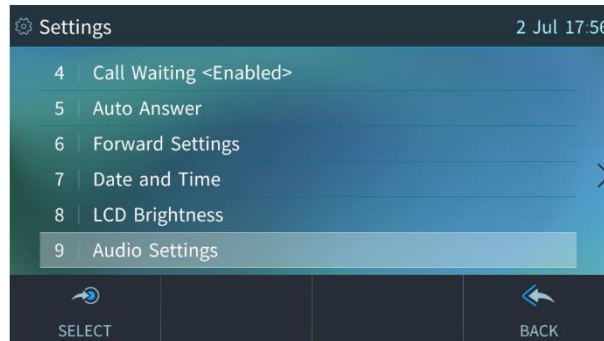 Settings
2 Jul 17:56
4 Call Waiting <Enabled>
5 Auto Answer
6 Forward Settings
7 Date and Time
8 LCD Brightness
9 Audio Settings
SELECT
BACK